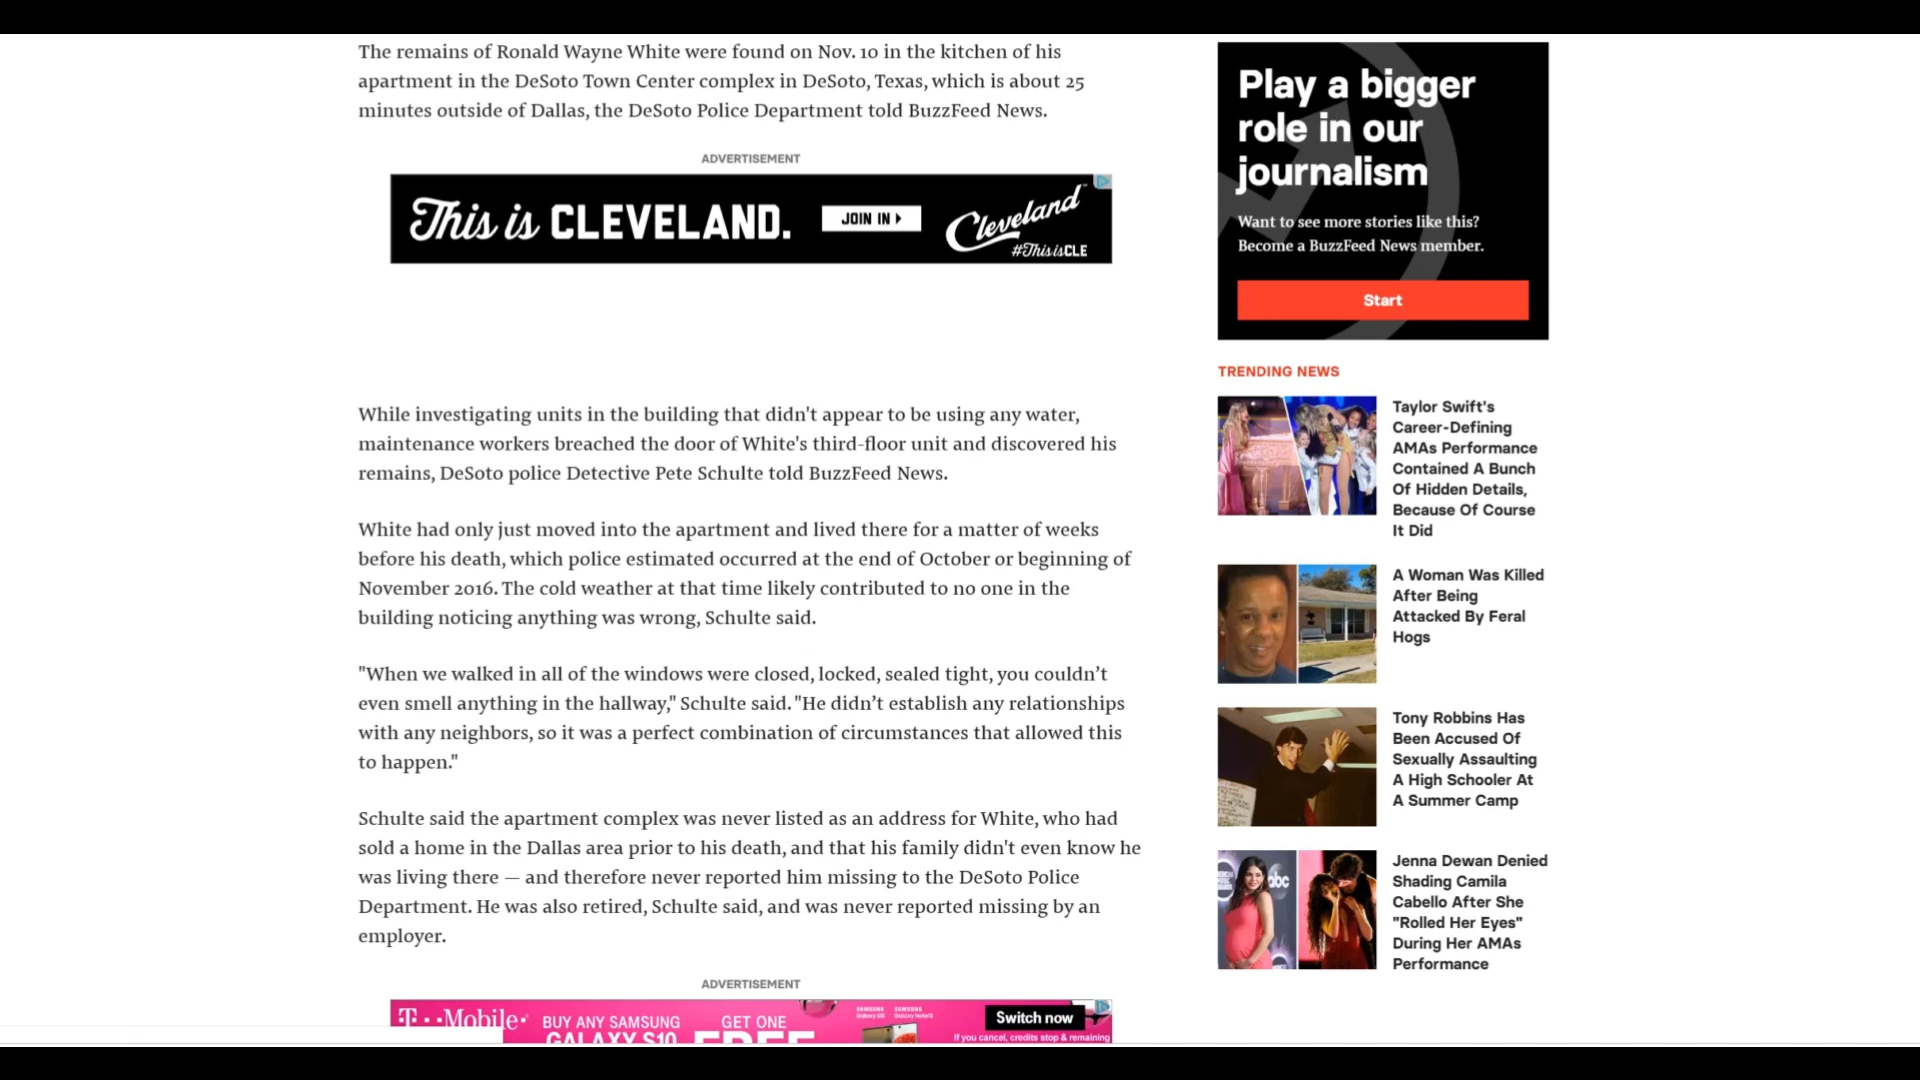 The remains of Ronald Wayne White were found on Nov. 10 in the kitchen of his
apartment in the DeSoto Town Center complex in DeSoto, Texas, which is about 25
minutes outside of Dallas, the DeSoto Police Department told BuzzFeed News.
ADVERTISEMENT
This is CLEVELAND.
JOIN IN
Cleveland
#ThisisCLE
While investigating units in the building that didn't appear to be using any water,
maintenance workers breached the door of White's third-floor unit and discovered his
remains, DeSoto police Detective Pete Schulte told BuzzFeed News.
White had only just moved into the apartment and lived there for a matter of weeks
before his death, which police estimated occurred at the end of October or beginning of
November 2016. The cold weather at that time likely contributed to no one in the
building noticing anything was wrong, Schulte said.
"When we walked in all of the windows were closed, locked, sealed tight, you couldn’t
even smell anything in the hallway," Schulte said. "He didn’t establish any relationships
with any neighbors, so it was a perfect combination of circumstances that allowed this
to happen."
Schulte said the apartment complex was never listed as an address for White, who had
sold a home in the Dallas area prior to his death, and that his family didn't even know he
was living there — and therefore never reported him missing to the DeSoto Police
Department. He was also retired, Schulte said, and was never reported missing by an
employer.
ADVERTISEMENT
T··Mobile·
BUY ANY SAMSUNG
GALAXY S10
GET ONE
FREE
SAMSUNG
Galaxy S10
SAMSUNG
Galaxy Note10
Switch now
If you cancel, credits stop & remaining
Play a bigger
role in our
journalism
Want to see more stories like this?
Become a BuzzFeed News member.
Start
TRENDING NEWS
Taylor Swift's
Career-Defining
AMAs Performance
Contained A Bunch
Of Hidden Details,
Because Of Course
It Did
A Woman Was Killed
After Being
Attacked By Feral
Hogs
Tony Robbins Has
Been Accused Of
Sexually Assaulting
A High Schooler At
A Summer Camp
abc
Jenna Dewan Denied
Shading Camila
Cabello After She
"Rolled Her Eyes"
During Her AMAs
Performance